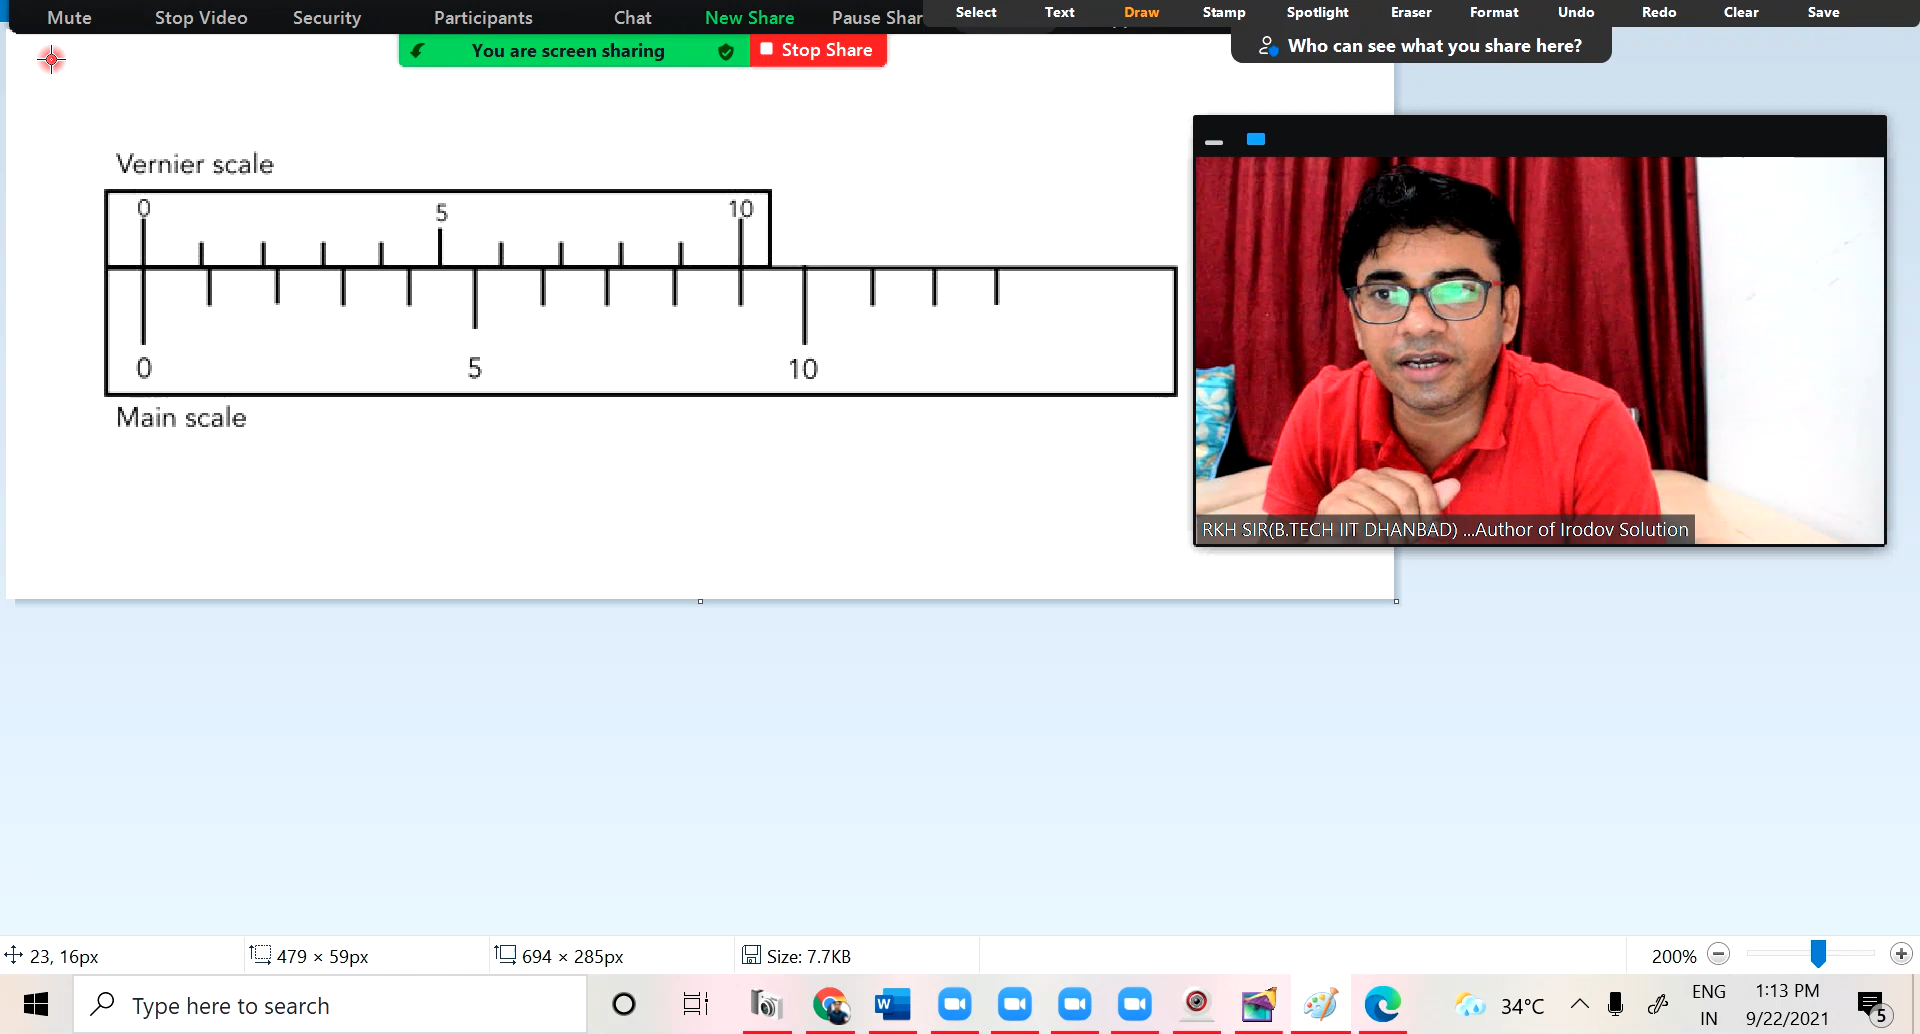 Mute Stop Video Security Participants Chat New Share Pause Shar
Select Text Draw Stamp Spotlight Eraser Format Undo Redo Clear Save
You are screen sharing Stop Share
Who can see what you share here?
Vernier scale
0 5 10
0 5 10
Main scale
RKH SIR(B.TECH IIT DHANBAD) ...Author of Irodov Solution
23, 16px 479 × 59px 694 × 285px Size: 7.7KB 200%
Type here to search
W
34°C
ENG
IN
1:13 PM
9/22/2021
5